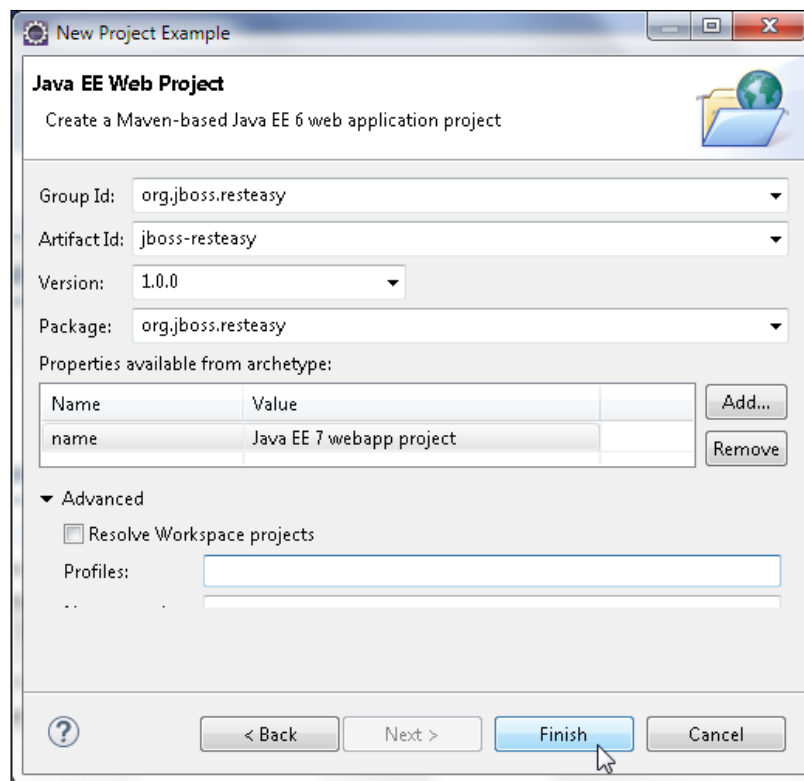 New Project Example
Java EE Web Project
Create a Maven-based Java EE 6 web application project
Group Id: org.jboss.resteasy
Artifact Id: jboss-resteasy
Version: 1.0.0
Package: org.jboss.resteasy
Properties available from archetype:
Name Value Add...
name Java EE 7 webapp project
Remove
Advanced
Resolve Workspace projects
Profiles:
< Back Next > Finish Cancel